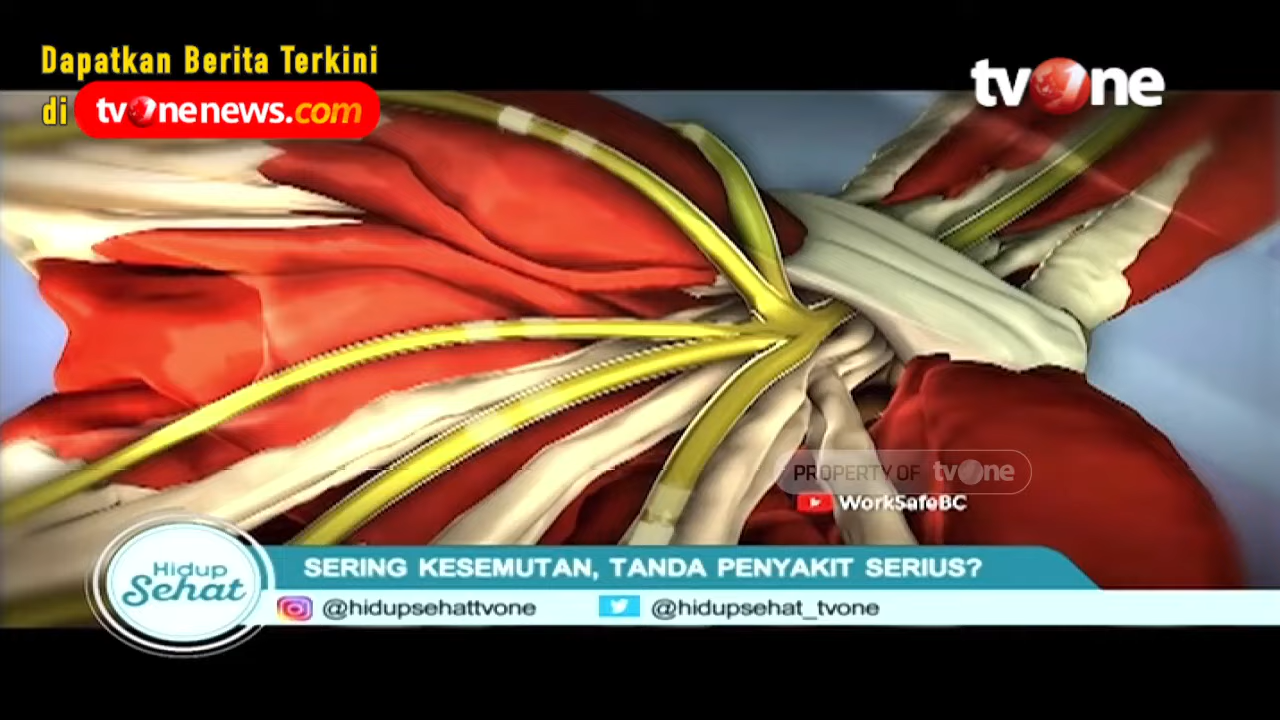 Dapatkan Berita Terkini
di tvonenews.com
tvOne
PROPERTY OF tvOne
WorkSafeBC
Hidup
Sehat
SERING KESEMUTAN, TANDA PENYAKIT SERIUS?
@hidupsehattvone @hidupsehat_tvone